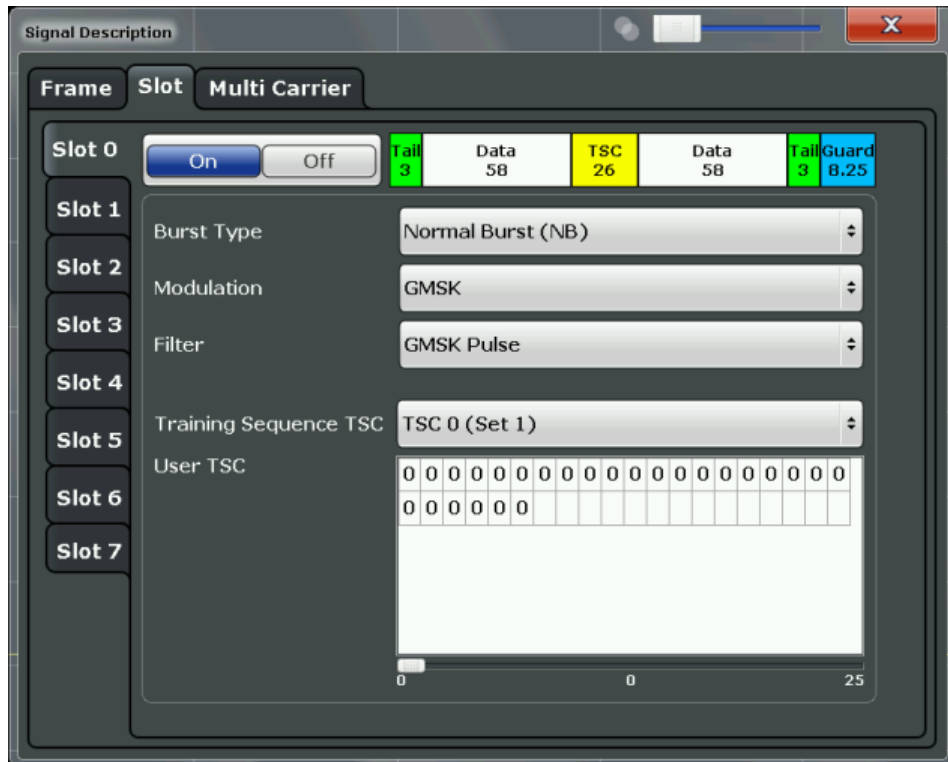 Signal Description
X
Frame Slot Multi Carrier
Slot 0
Slot 1
Slot 2
Slot 3
Slot 4
Slot 5
Slot 6
Slot 7
On Off
Tail Data TSC Data Tail Guard
3 58 26 58 3 8.25
Burst Type Normal Burst (NB)
Modulation GMSK
Filter GMSK Pulse
Training Sequence TSC TSC 0 (Set 1)
User TSC
0 0 0 0 0 0 0 0 0 0 0 0 0 0 0 0 0 0 0 0
0 0 0 0 0 0
0 0 25